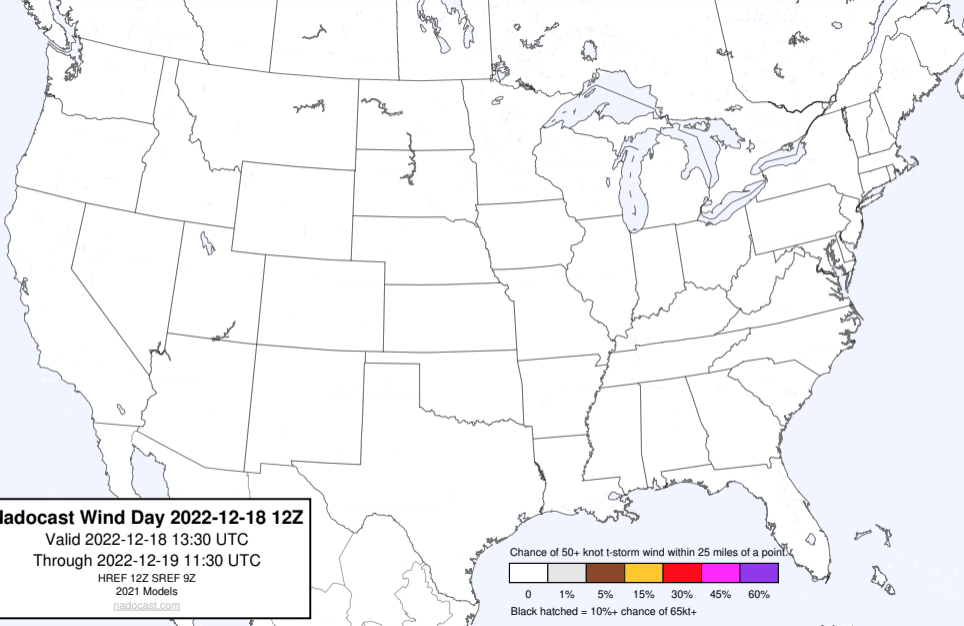 adocast Wind Day 2022-12-18 12Z
Valid 2022-12-18 13:30 UTC
Through 2022-12-19 11:30 UTC
HREF 12Z SREF 9Z
2021 Models
nadocast.com
Chance of 50+ knot t-storm wind within 25 miles of a point.
0 1% 5% 15% 30% 45% 60%
Black hatched = 10%+ chance of 65kt+